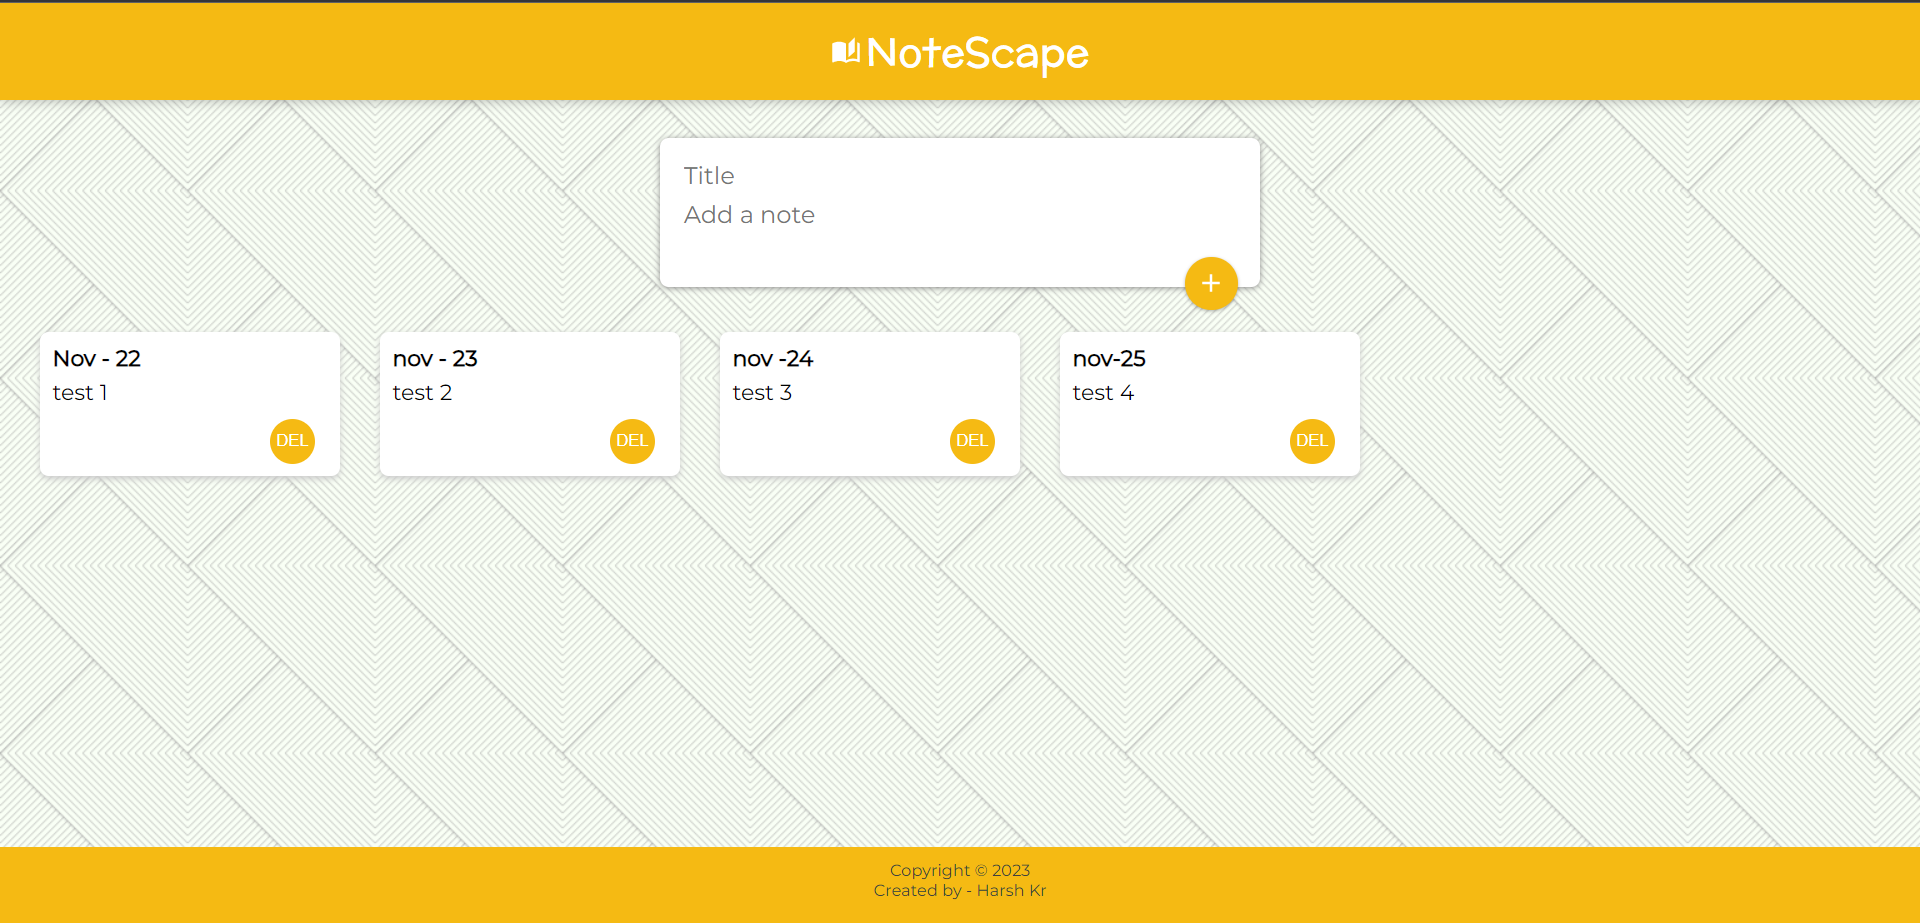 NoteScape
Title
Add a note
+
Nov - 22
test 1
DEL
nov - 23
test 2
DEL
nov -24
test 3
DEL
nov-25
test 4
DEL
Copyright © 2023
Created by - Harsh Kr